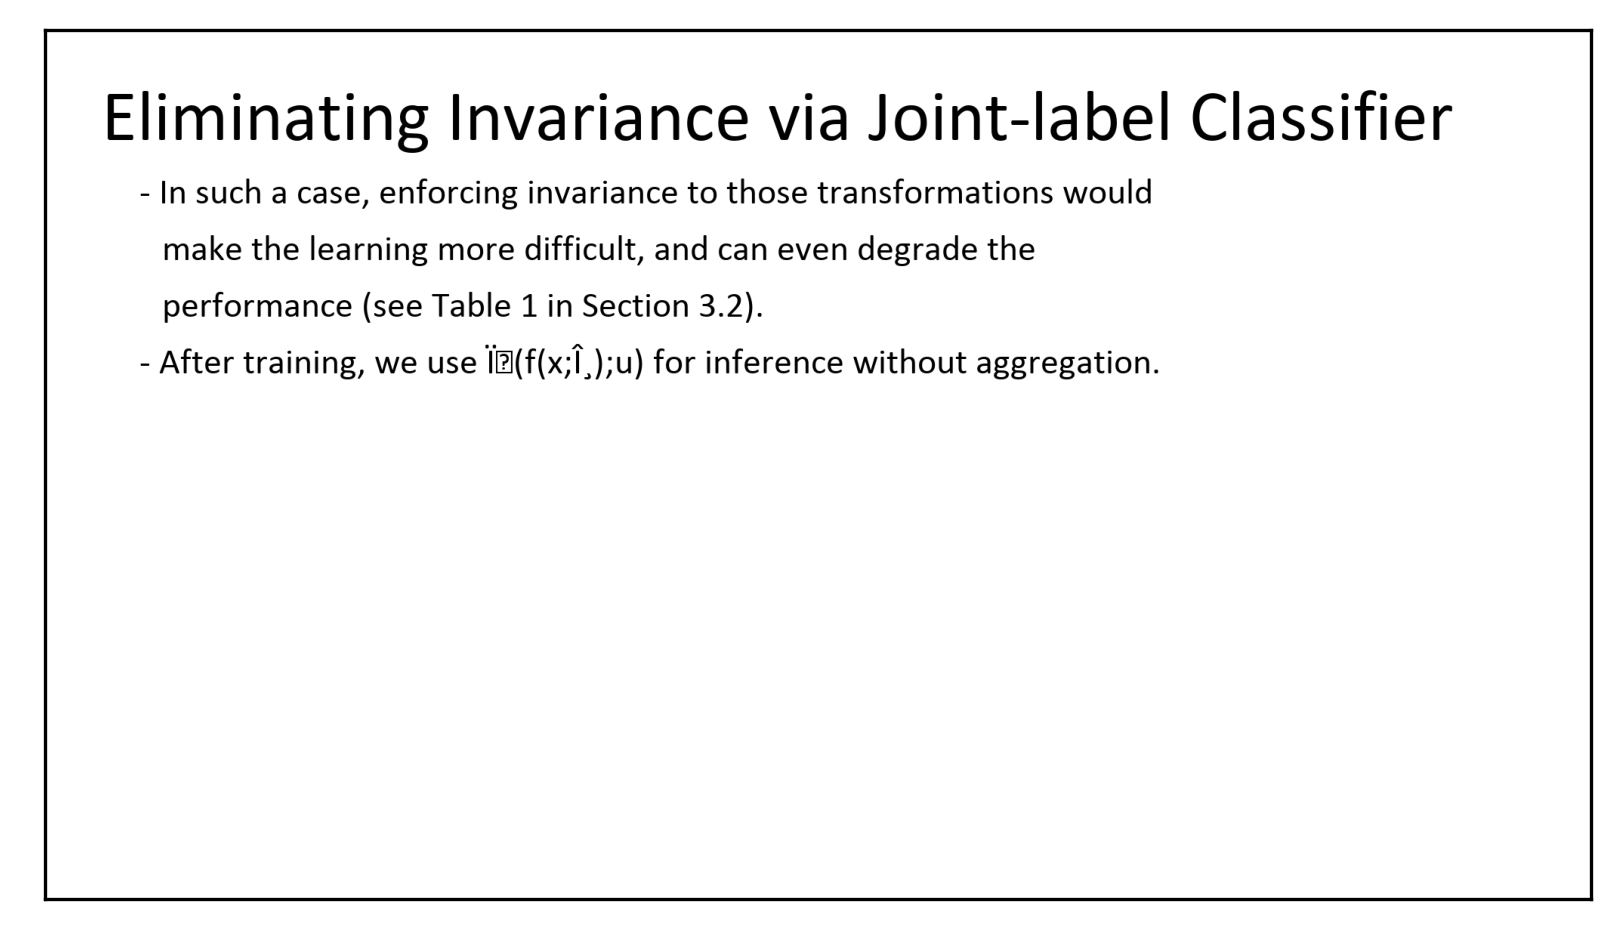 Eliminating Invariance via Joint-label Classifier
- In such a case, enforcing invariance to those transformations would
make the learning more difficult, and can even degrade the
performance (see Table 1 in Section 3.2).
- After training, we use Ï�(f(x;Î¸);u) for inference without aggregation.